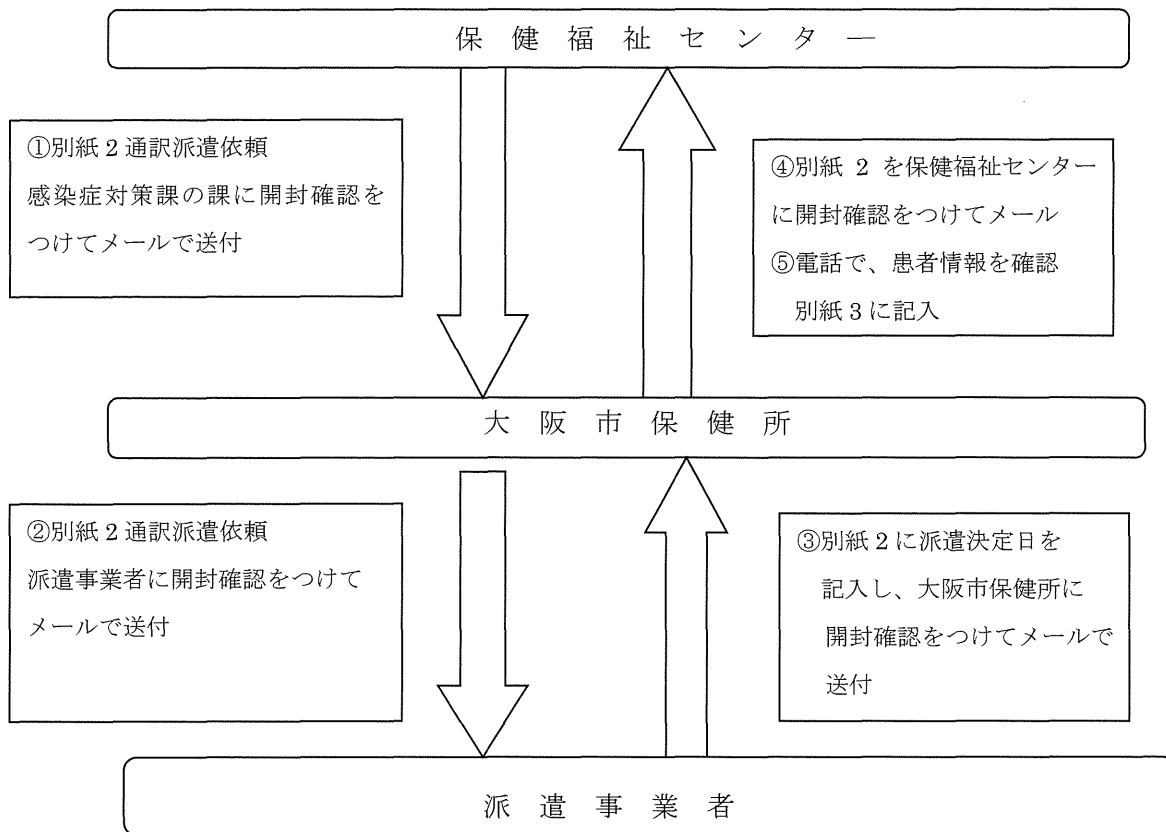 保健福祉センター
①別紙2通訳派遣依頼
感染症対策課の課に開封確認を
つけてメールで送付
④別紙2を保健福祉センター
に開封確認をつけてメール
⑤電話で、患者情報を確認
別紙3に記入
大阪市保健所
②別紙2通訳派遣依頼
派遣事業者に開封確認をつけて
メールで送付
③別紙2に派遣決定日を
記入し、大阪市保健所に
開封確認をつけてメールで
送付
派遣事業者